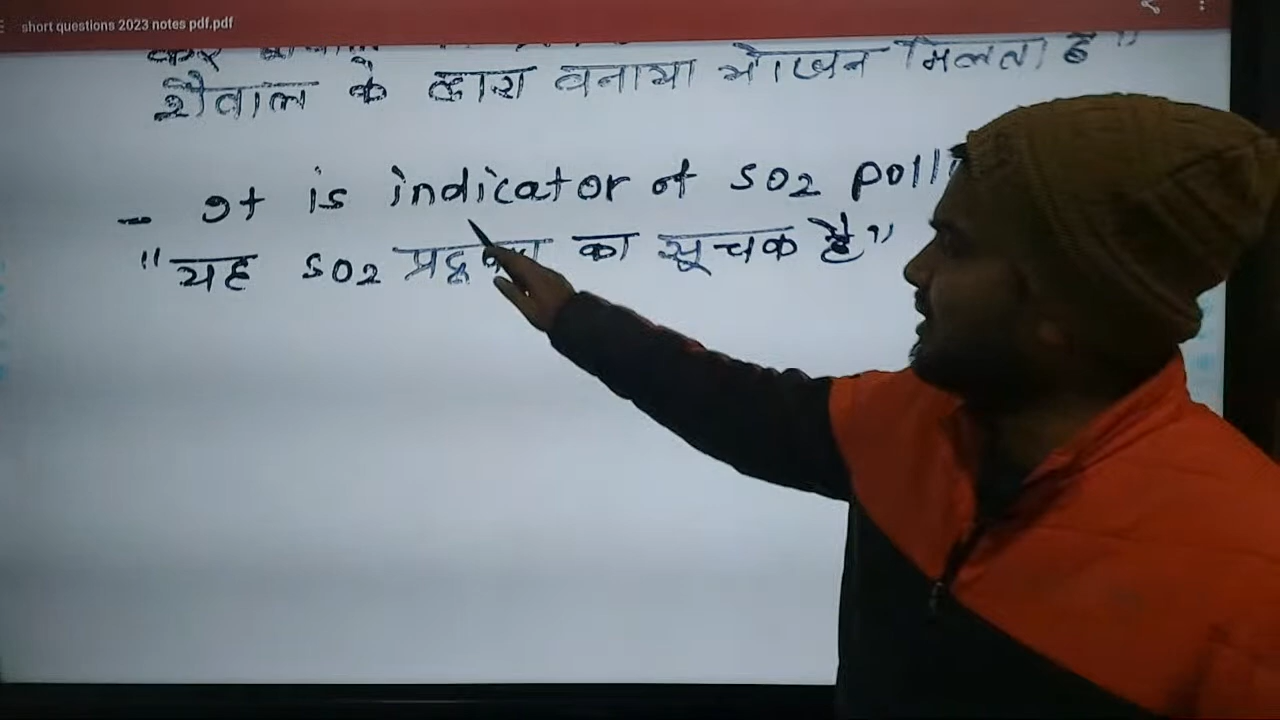 short questions 2023 notes pdf.pdf
कर
शैवाल के द्वारा बनाया भोजन मिलता है"
- It is indicator of SO2 poll
"यह SO2 प्रदूषण का सूचक है"